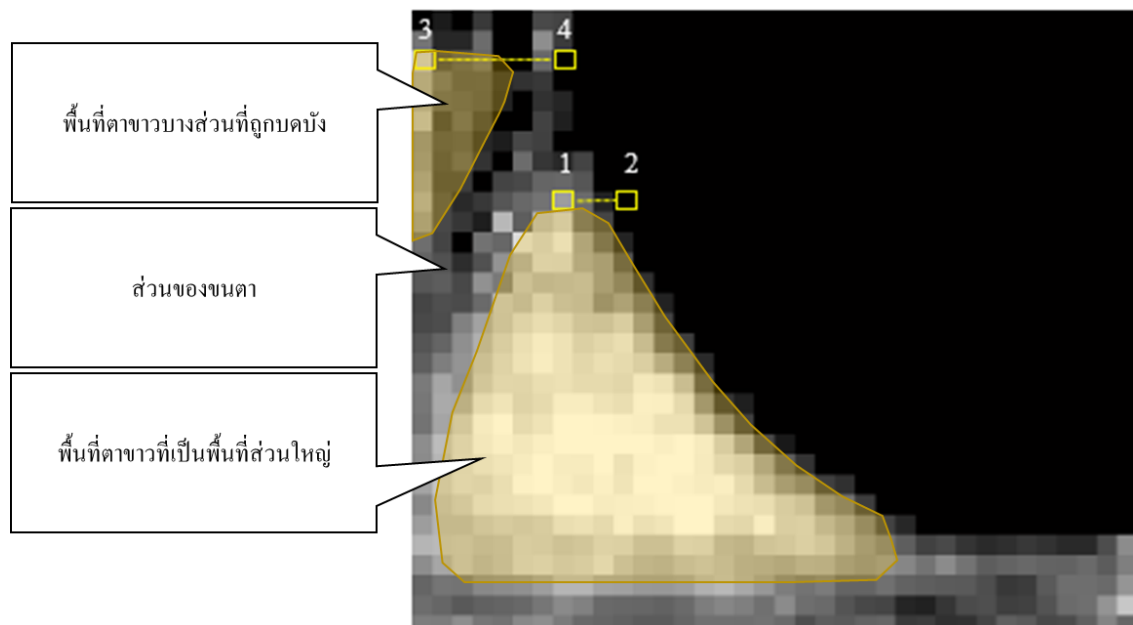 3 4
พื้นที่ตาขาวบางส่วนที่ถูกบดบัง
1 2
ส่วนของขนตา
พื้นที่ตาขาวที่เป็นพื้นที่ส่วนใหญ่